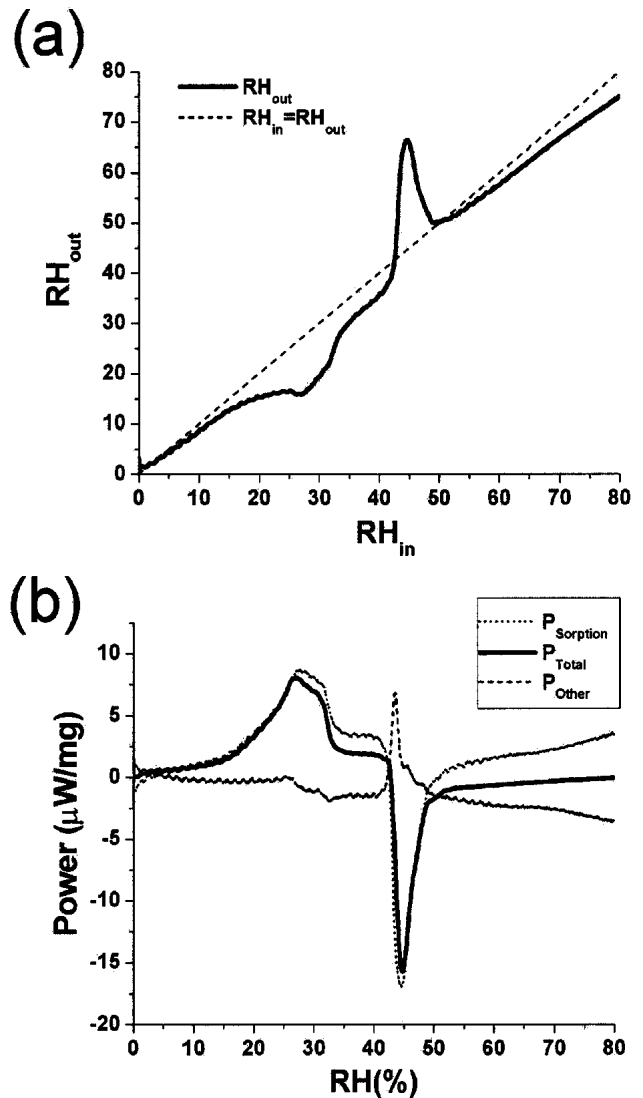 (a)
80
70
60
50
40
30
20
10
0
RH_out
RH_out
RH_in=RH_out
0 10 20 30 40 50 60 70 80
RH_in
(b)
10
5
0
-5
-10
-15
-20
Power (μW/mg)
P_Sorption
P_Total
P_Other
0 10 20 30 40 50 60 70 80
RH(%)